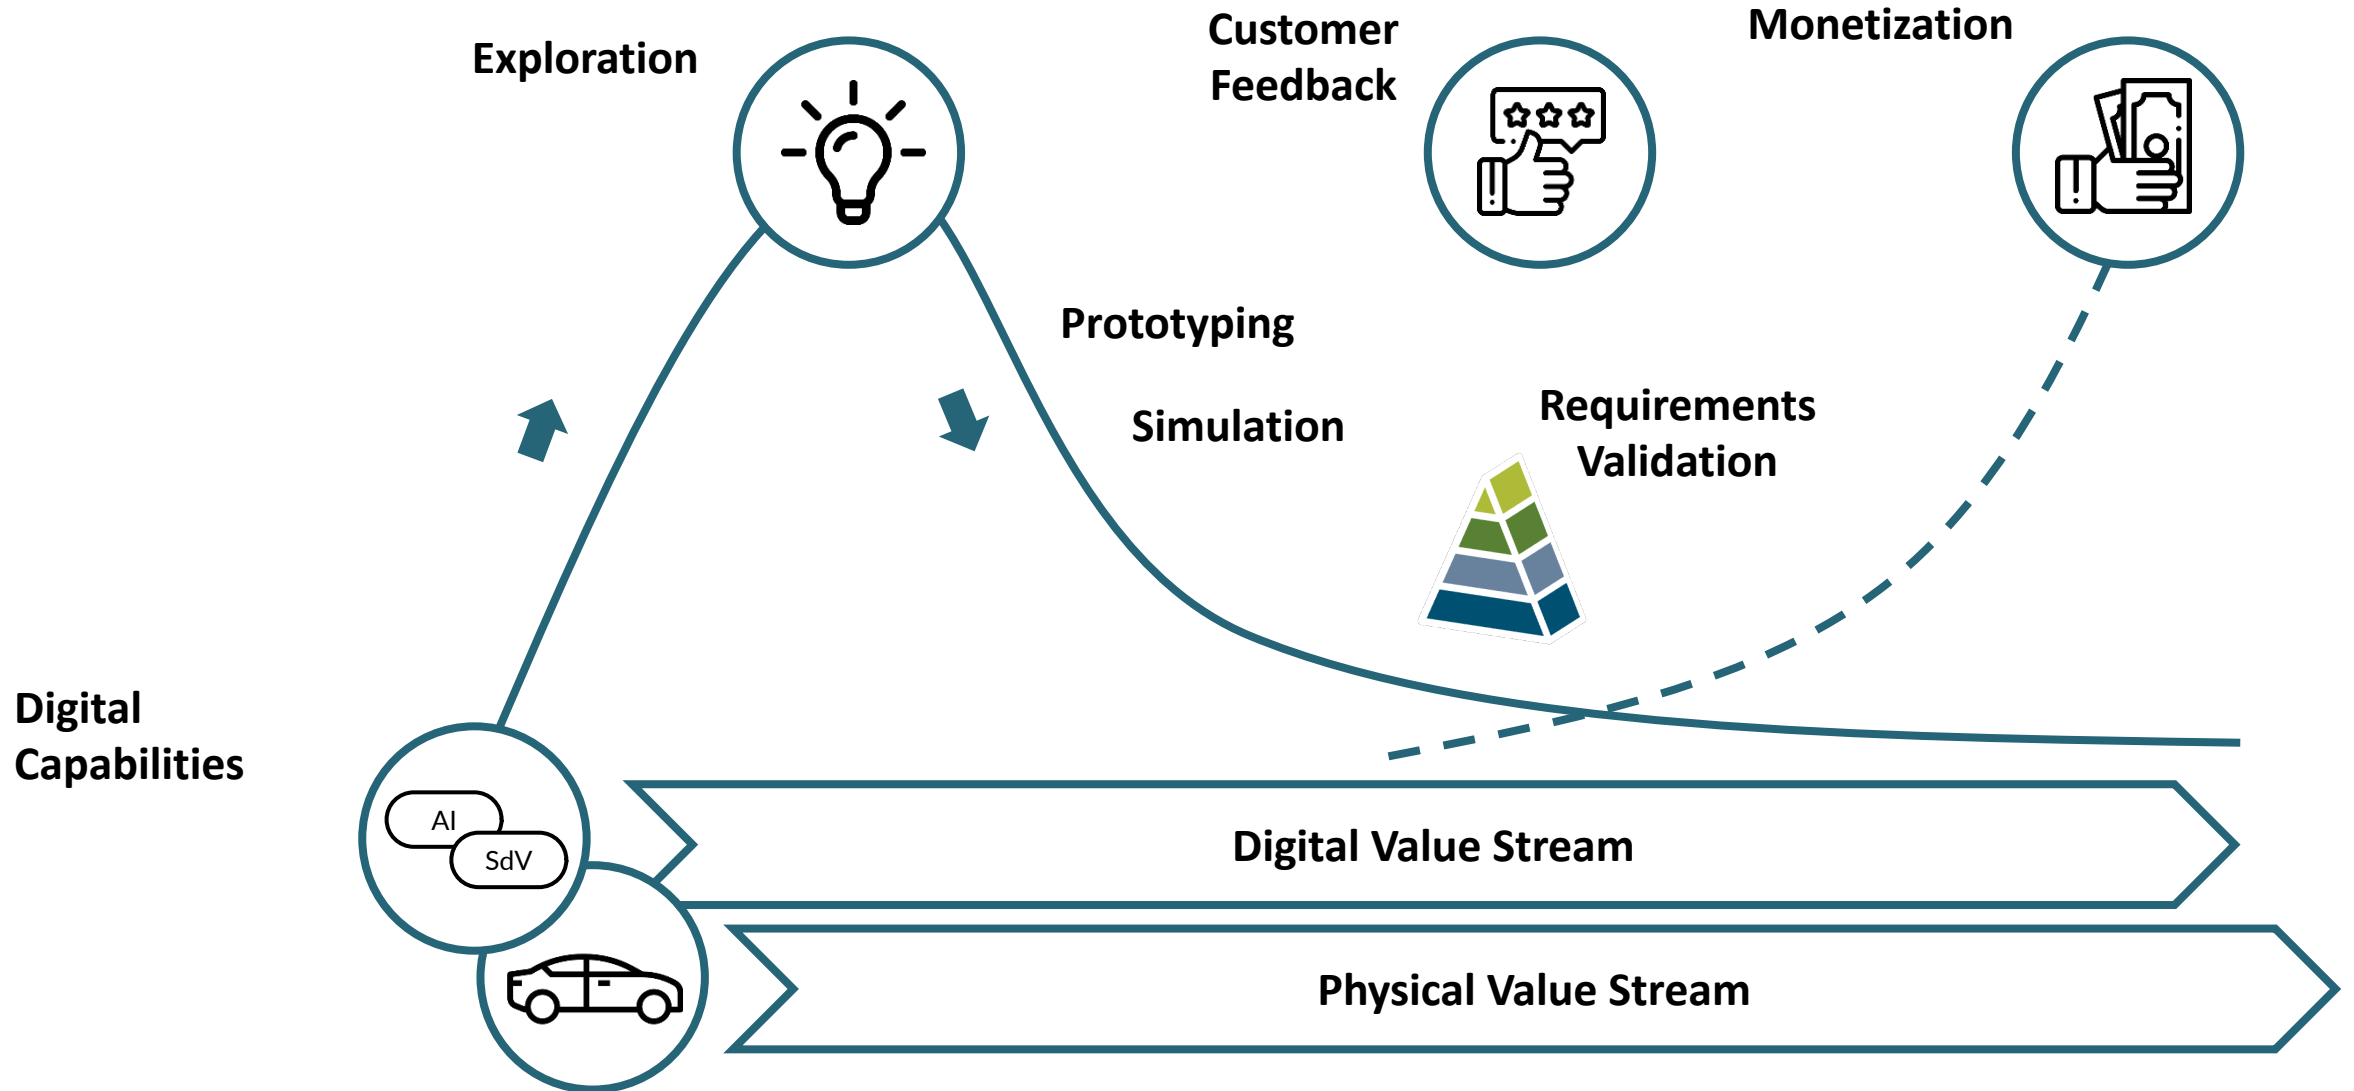 Exploration
Customer
Feedback
Monetization
Prototyping
Simulation
Requirements
Validation
Digital
Capabilities
AI
SdV
Digital Value Stream
Physical Value Stream